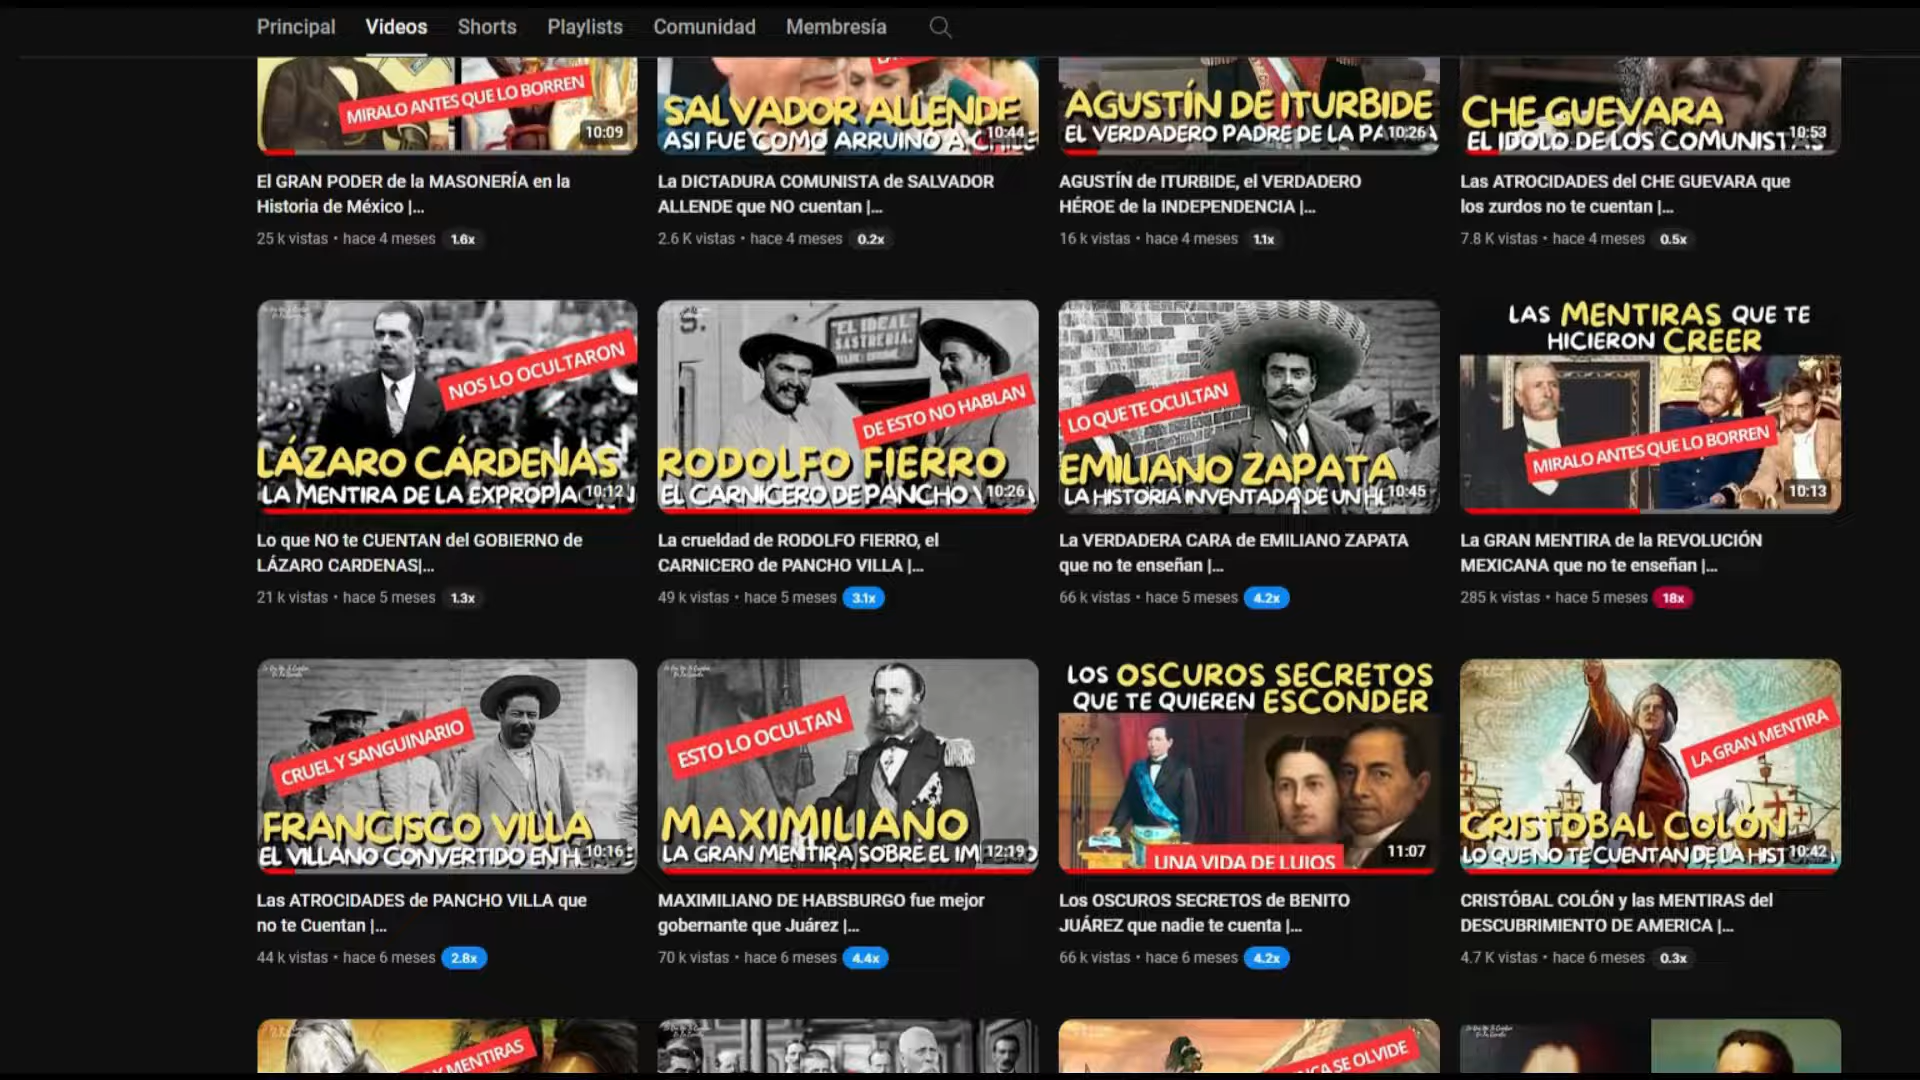 Principal Videos Shorts Playlists Comunidad Membresía
MIRALO ANTES QUE LO BORREN
10:09
SALVADOR ALLENDE
ASI FUE COMO ARRUINÓ A CHILE
10:44
AGUSTÍN DE ITURBIDE
EL VERDADERO PADRE DE LA PA
10:26
CHE GUEVARA
EL IDOLO DE LOS COMUNIST
10:53
El GRAN PODER de la MASONERÍA en la
Historia de México |...
25 k vistas • hace 4 meses 1.6x
La DICTADURA COMUNISTA de SALVADOR
ALLENDE que NO cuentan |...
2.6 K vistas • hace 4 meses 0.2x
AGUSTÍN de ITURBIDE, el VERDADERO
HÉROE de la INDEPENDENCIA |...
16 k vistas • hace 4 meses 1.1x
Las ATROCIDADES del CHE GUEVARA que
los zurdos no te cuentan |...
7.8 K vistas • hace 4 meses 0.5x
NOS LO OCULTARON
LÁZARO CÁRDENAS
LA MENTIRA DE LA EXPROPIA
10:12
"EL IDEAL"
SASTRERIA.
DE ESTO NO HABLAN
RODOLFO FIERRO
EL CARNICERO DE PANCHO V
10:26
LO QUE TE OCULTAN
EMILIANO ZAPATA
LA HISTORIA INVENTADA DE UN H
10:45
LAS MENTIRAS QUE TE
HICIERON CREER
MIRALO ANTES QUE LO BORREN
10:13
Lo que NO te CUENTAN del GOBIERNO de
LÁZARO CARDENAS|...
21 k vistas • hace 5 meses 1.3x
La crueldad de RODOLFO FIERRO, el
CARNICERO de PANCHO VILLA |...
49 k vistas • hace 5 meses 3.1x
La VERDADERA CARA de EMILIANO ZAPATA
que no te enseñan |...
66 k vistas • hace 5 meses 4.2x
La GRAN MENTIRA de la REVOLUCIÓN
MEXICANA que no te enseñan |...
285 k vistas • hace 5 meses 18x
CRUEL Y SANGUINARIO
FRANCISCO VILLA
EL VILLANO CONVERTIDO EN H
10:16
ESTO LO OCULTAN
MAXIMILIANO
LA GRAN MENTIRA SOBRE EL IM
12:19
LOS OSCUROS SECRETOS
QUE TE QUIEREN ESCONDER
UNA VIDA DE LUJOS
11:07
LA GRAN MENTIRA
CRISTÓBAL COLÓN
LO QUE NO TE CUENTAN DE LA HIST
10:42
Las ATROCIDADES de PANCHO VILLA que
no te Cuentan |...
44 k vistas • hace 6 meses 2.8x
MAXIMILIANO DE HABSBURGO fue mejor
gobernante que Juárez |...
70 k vistas • hace 6 meses 4.4x
Los OSCUROS SECRETOS de BENITO
JUÁREZ que nadie te cuenta |...
66 k vistas • hace 6 meses 4.2x
CRISTÓBAL COLÓN y las MENTIRAS del
DESCUBRIMIENTO DE AMERICA |...
4.7 K vistas • hace 6 meses 0.3x
Y MENTIRAS
CA SE OLVIDE